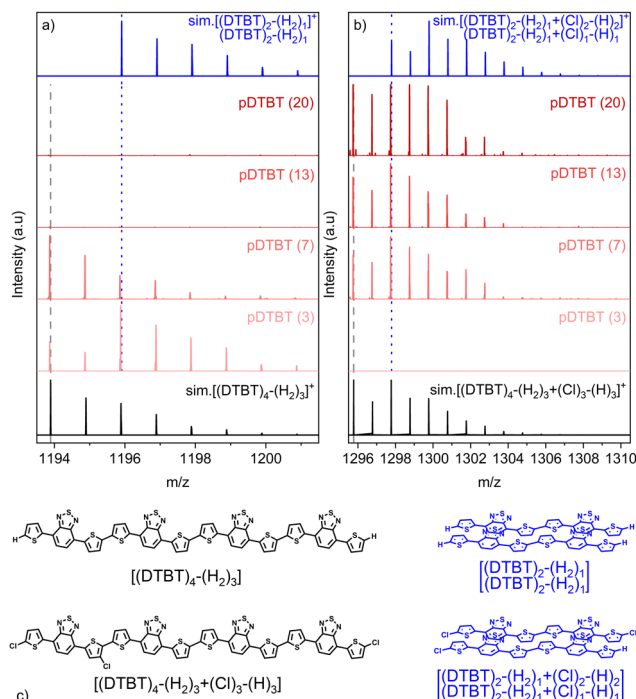 a)
sim.[(DTBT)₂-(H₂)₁]⁺
(DTBT)₂-(H₂)₁
pDTBT (20)
pDTBT (13)
pDTBT (7)
pDTBT (3)
sim.[(DTBT)₄-(H₂)₃]⁺
Intensity (a.u)
1194 1196 1198 1200
m/z
b)
sim.[(DTBT)₂-(H₂)₁+(Cl)₂-(H)₂]⁺
(DTBT)₂-(H₂)₁+(Cl)₁-(H)₁
pDTBT (20)
pDTBT (13)
pDTBT (7)
pDTBT (3)
sim.[(DTBT)₄-(H₂)₃+(Cl)₃-(H)₃]⁺
Intensity (a.u)
1296 1298 1300 1302 1304 1306 1308 1310
m/z
N S N N S N N S N N S N
H S S S S S S S S H
[(DTBT)₄-(H₂)₃]
N S N N S N N S N N S N
Cl S S S S S S S S Cl
Cl
[(DTBT)₄-(H₂)₃+(Cl)₃-(H)₃]
[(DTBT)₂-(H₂)₁]
[(DTBT)₂-(H₂)₁]
[(DTBT)₂-(H₂)₁+(Cl)₂-(H)₂]
[(DTBT)₂-(H₂)₁+(Cl)₁-(H)₁]
c)